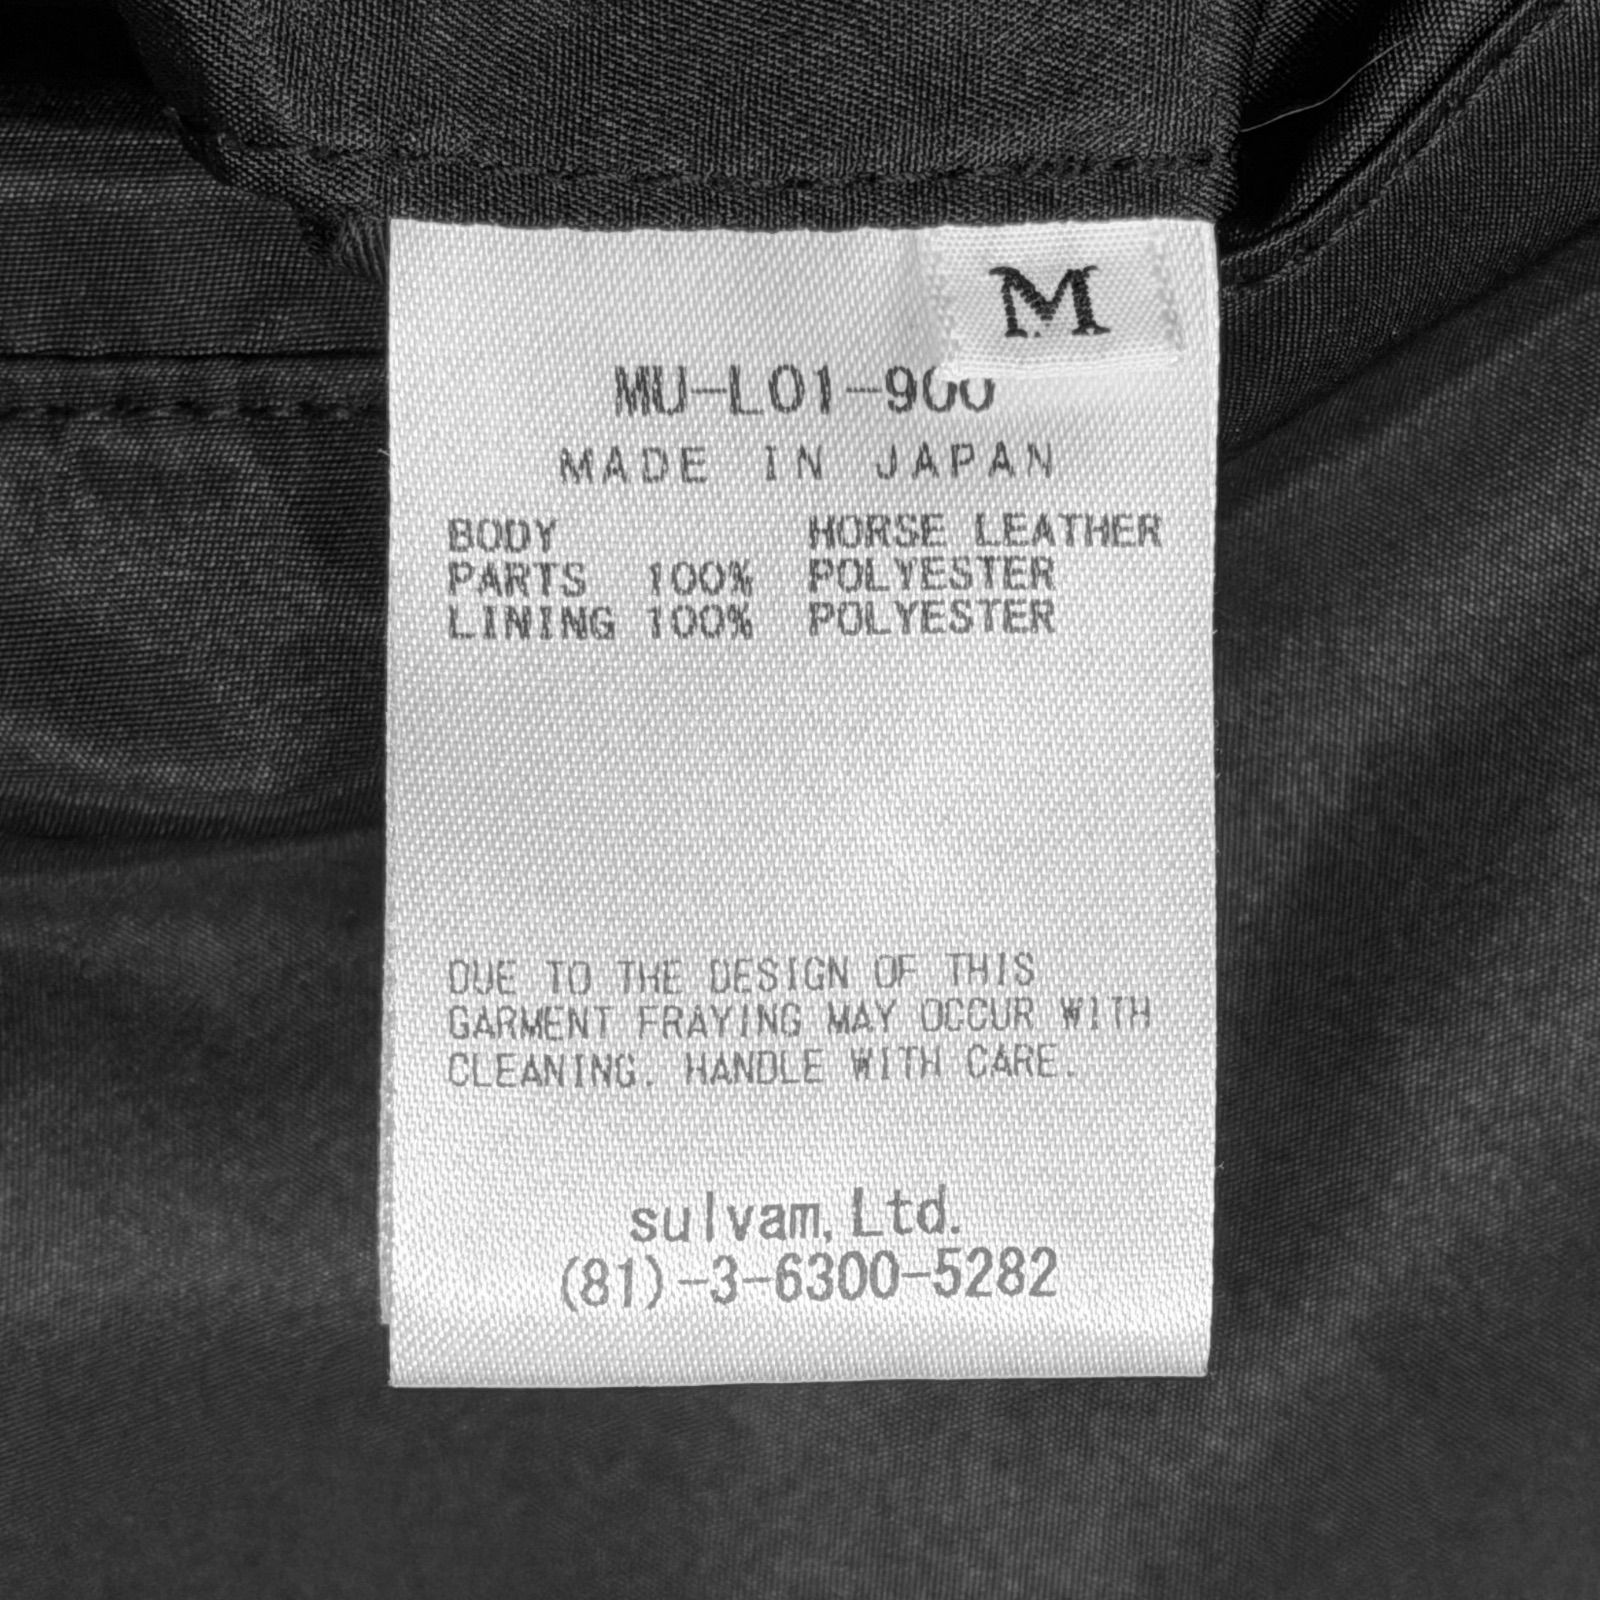 M
MU-L01-900
MADE IN JAPAN
BODY HORSE LEATHER
PARTS 100% POLYESTER
LINING 100% POLYESTER
DUE TO THE DESIGN OF THIS
GARMENT FRAYING MAY OCCUR WITH
CLEANING. HANDLE WITH CARE.
sulvam, Ltd.
(81)-3-6300-5282